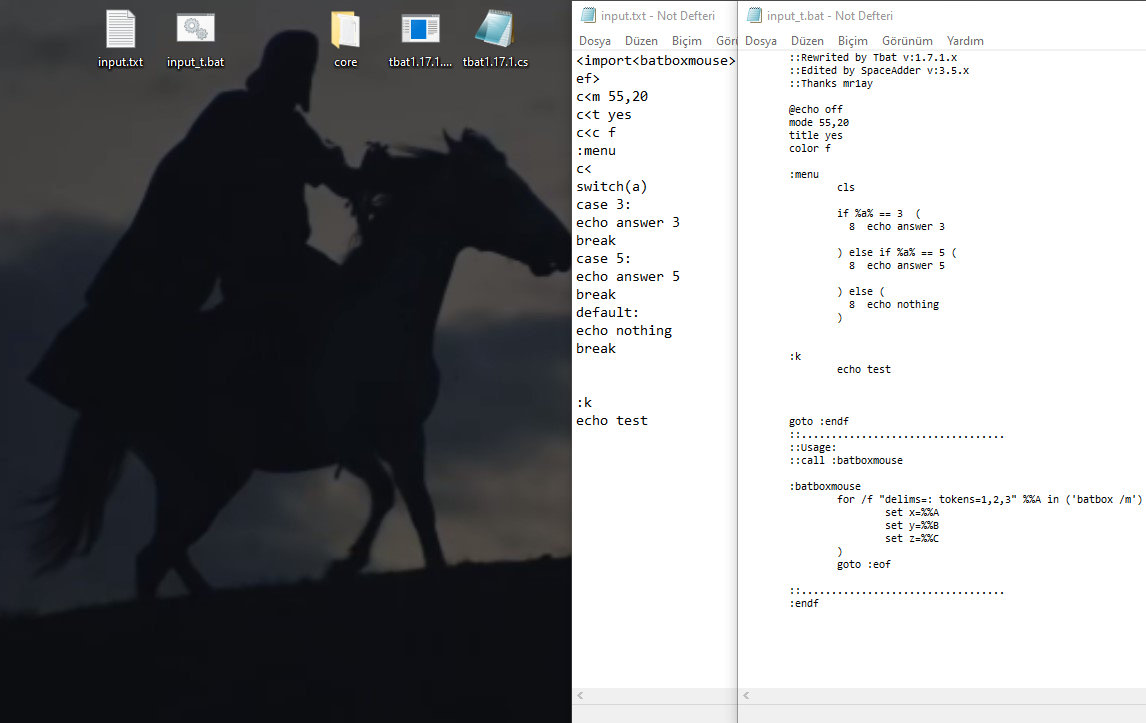 input.txt
input_t.bat
core
tbat1.17.1....
tbat1.17.1.cs
input.txt - Not Defteri
Dosya Düzen Biçim Görü
<import<batboxmouse>
ef>
c<m 55,20
c<t yes
c<c f
:menu
c<
switch(a)
case 3:
echo answer 3
break
case 5:
echo answer 5
break
default:
echo nothing
break
:k
echo test
input_t.bat - Not Defteri
Dosya Düzen Biçim Görünüm Yardım
::Rewrited by Tbat v:1.7.1.x
::Edited by SpaceAdder v:3.5.x
::Thanks mr1ay
@echo off
mode 55,20
title yes
color f
:menu
cls
if %a% == 3  (
8  echo answer 3
) else if %a% == 5 (
8  echo answer 5
) else (
8  echo nothing
)
:k
echo test
goto :endf
::..................................
::Usage:
::call :batboxmouse
:batboxmouse
for /f "delims=: tokens=1,2,3" %%A in ('batbox /m')
set x=%%A
set y=%%B
set z=%%C
)
goto :eof
::..................................
:endf